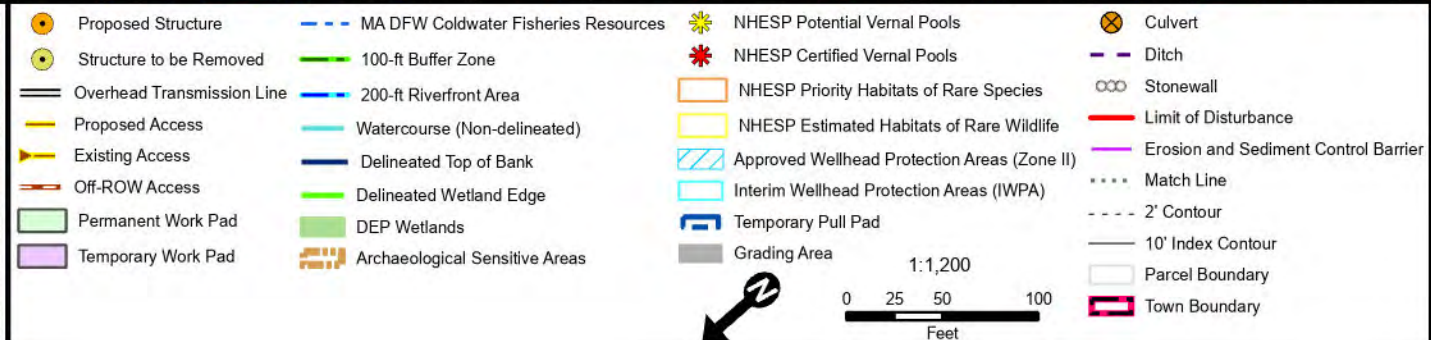 Proposed Structure
Structure to be Removed
Overhead Transmission Line
Proposed Access
Existing Access
Off-ROW Access
Permanent Work Pad
Temporary Work Pad
MA DFW Coldwater Fisheries Resources
100-ft Buffer Zone
200-ft Riverfront Area
Watercourse (Non-delineated)
Delineated Top of Bank
Delineated Wetland Edge
DEP Wetlands
Archaeological Sensitive Areas
NHESP Potential Vernal Pools
NHESP Certified Vernal Pools
NHESP Priority Habitats of Rare Species
NHESP Estimated Habitats of Rare Wildlife
Approved Wellhead Protection Areas (Zone II)
Interim Wellhead Protection Areas (IWPA)
Temporary Pull Pad
Grading Area
N
1:1,200
0 25 50 100
Feet
Culvert
Ditch
Stonewall
Limit of Disturbance
Erosion and Sediment Control Barrier
Match Line
2' Contour
10' Index Contour
Parcel Boundary
Town Boundary